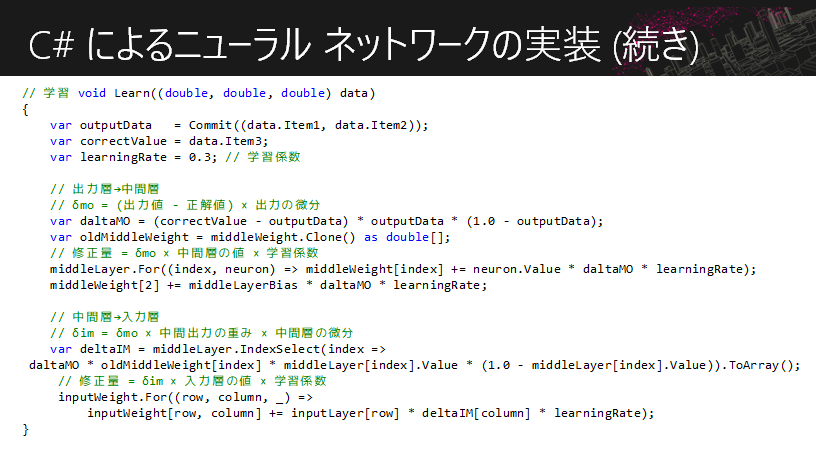 C# によるニューラル ネットワークの実装 (続き)
// 学習 void Learn((double, double, double) data)
{
    var outputData   = Commit((data.Item1, data.Item2));
    var correctValue = data.Item3;
    var learningRate = 0.3; // 学習係数
    // 出力層→中間層
    // δmo = (出力値 - 正解値) × 出力の微分
    var daltaMO = (correctValue - outputData) * outputData * (1.0 - outputData);
    var oldMiddleWeight = middleWeight.Clone() as double[];
    // 修正量 = δmo × 中間層の値 × 学習係数
    middleLayer.For((index, neuron) => middleWeight[index] += neuron.Value * daltaMO * learningRate);
    middleWeight[2] += middleLayerBias * daltaMO * learningRate;
    // 中間層→入力層
    // δim = δmo × 中間出力の重み × 中間層の微分
    var deltaIM = middleLayer.IndexSelect(index =>
 daltaMO * oldMiddleWeight[index] * middleLayer[index].Value * (1.0 - middleLayer[index].Value)).ToArray();
     // 修正量 = δim × 入力層の値 × 学習係数
     inputWeight.For((row, column, _) =>
         inputWeight[row, column] += inputLayer[row] * deltaIM[column] * learningRate);
}